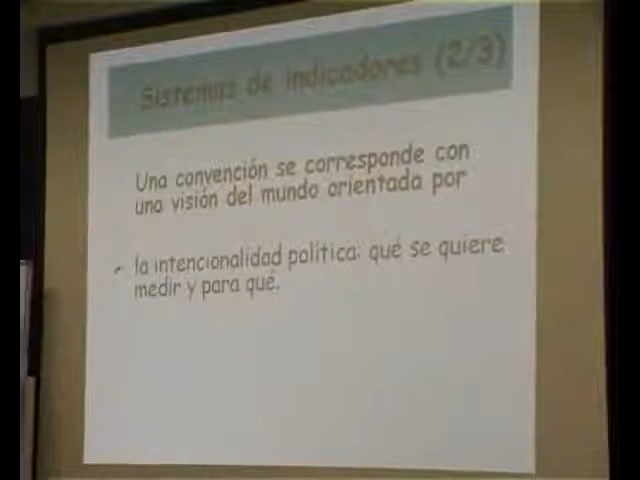 Sistemas de indicadores (2/3)
Una convención se corresponde con
una visión del mundo orientada por
la intencionalidad política: qué se quiere
medir y para qué.